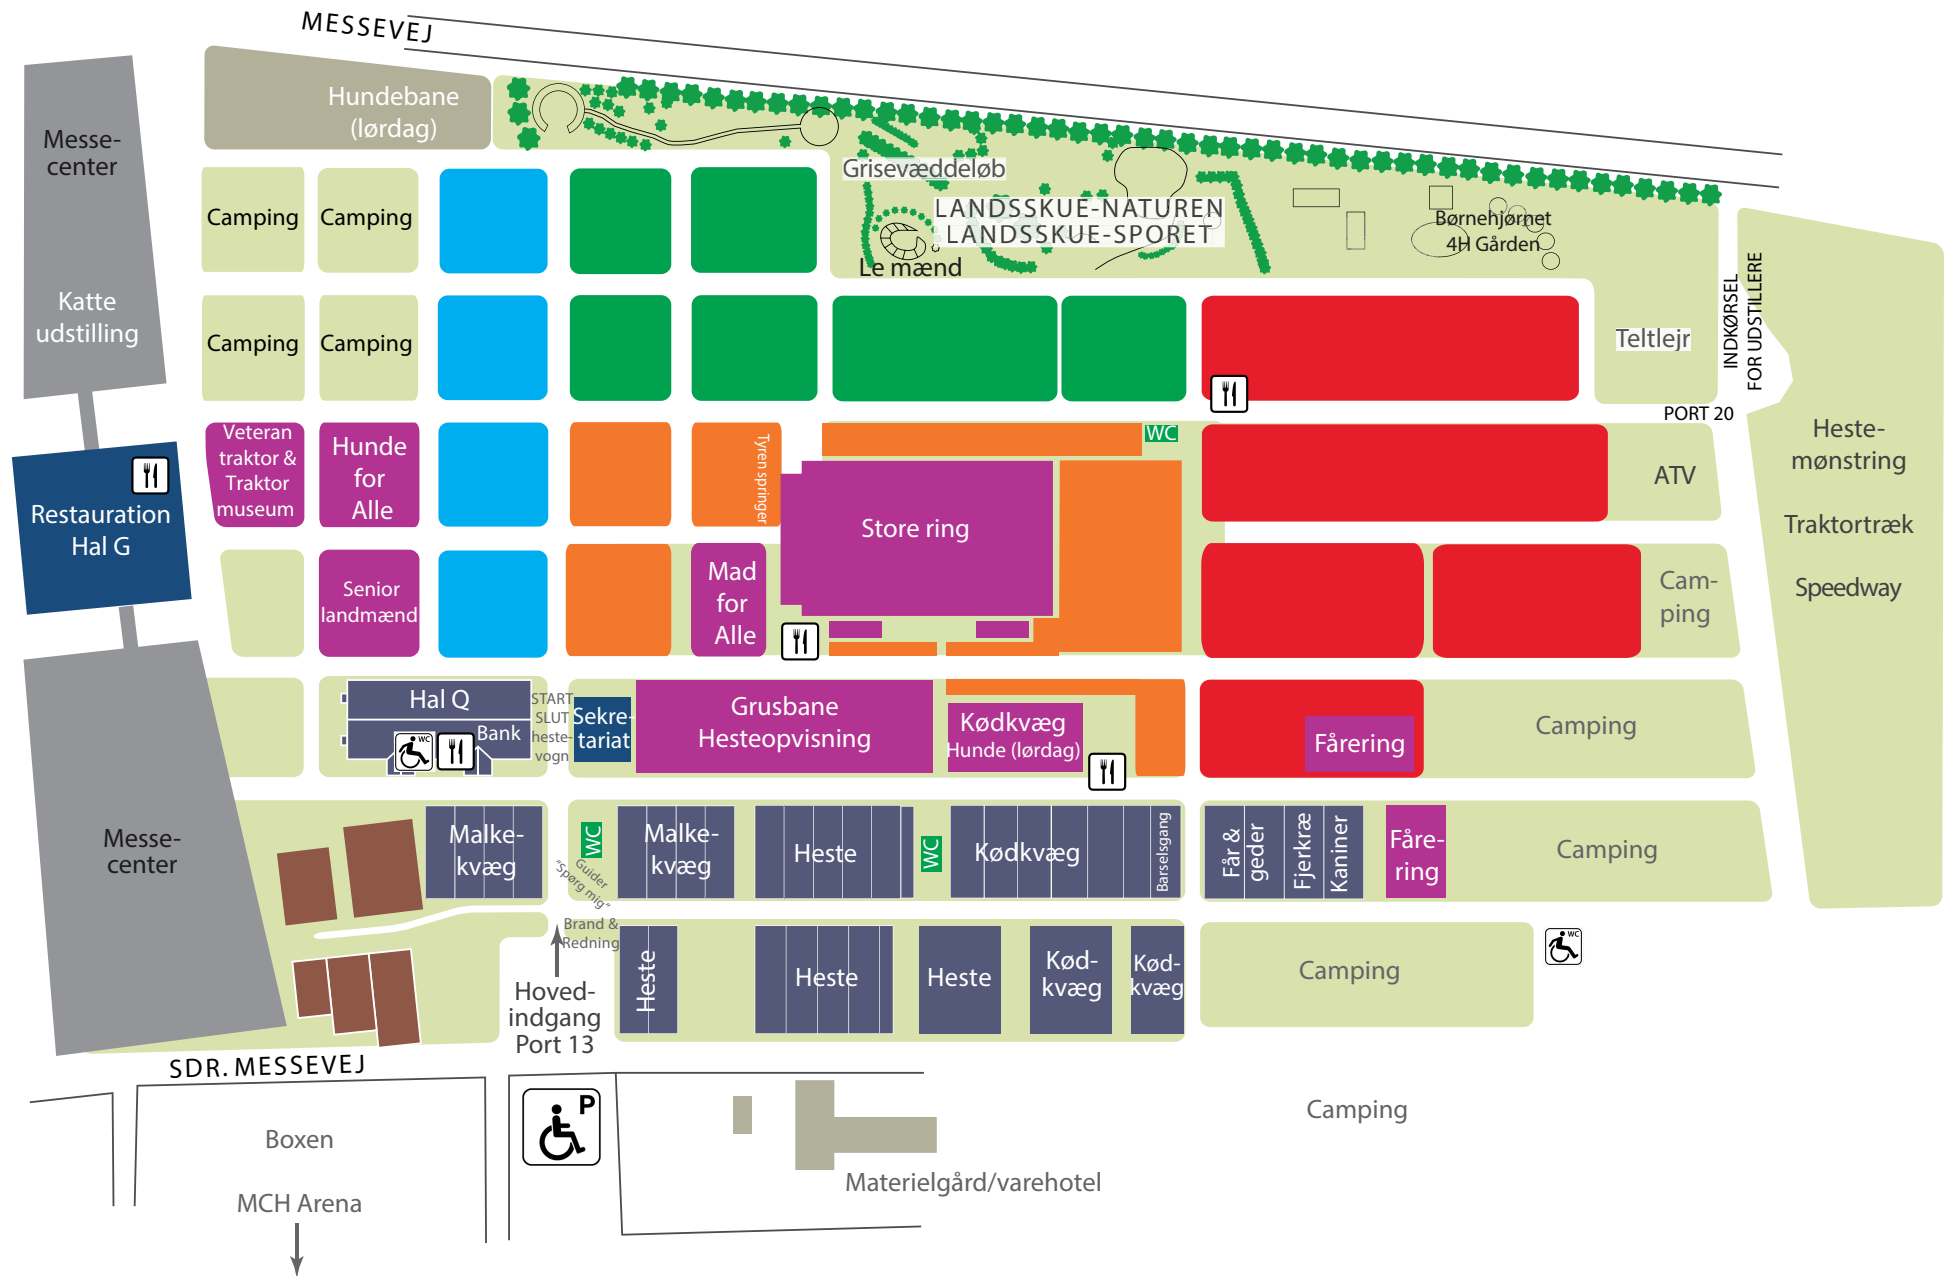 MESSEVEJ
Hundebane
(lørdag)
Messe-
center
Katte
udstilling
Camping
Camping
Camping
Camping
Grisevæddeløb
LANDSSKUE-NATUREN
LANDSSKUE-SPORET
Le mænd
Børnehjørnet
4H Gården
Teltlejr
INDKØRSEL
FOR UDSTILLERE
PORT 20
Heste-
mønstring
Traktortræk
Speedway
Restauration
Hal G
Veteran
traktor &
Traktor
museum
Hunde
for
Alle
Tyren springer
WC
Store ring
ATV
Senior
landmænd
Mad
for
Alle
Cam-
ping
Hal Q
Bank
WC
START
SLUT
heste-
vogn
Sekre-
tariat
Grusbane
Hesteopvisning
Kødkvæg
Hunde (lørdag)
Fårering
Camping
Messe-
center
Malke-
kvæg
WC
Guider
"Spørg mig"
Malke-
kvæg
Heste
WC
Kødkvæg
Barselsgang
Får &
geder
Fjerkræ
Kaniner
Påre-
ring
Camping
Brand &
Redning
Heste
Heste
Heste
Kød-
kvæg
Kød-
kvæg
Camping
WC
Hoved-
indgang
Port 13
SDR. MESSEVEJ
P
Boxen
MCH Arena
Materielgård/varehotel
Camping